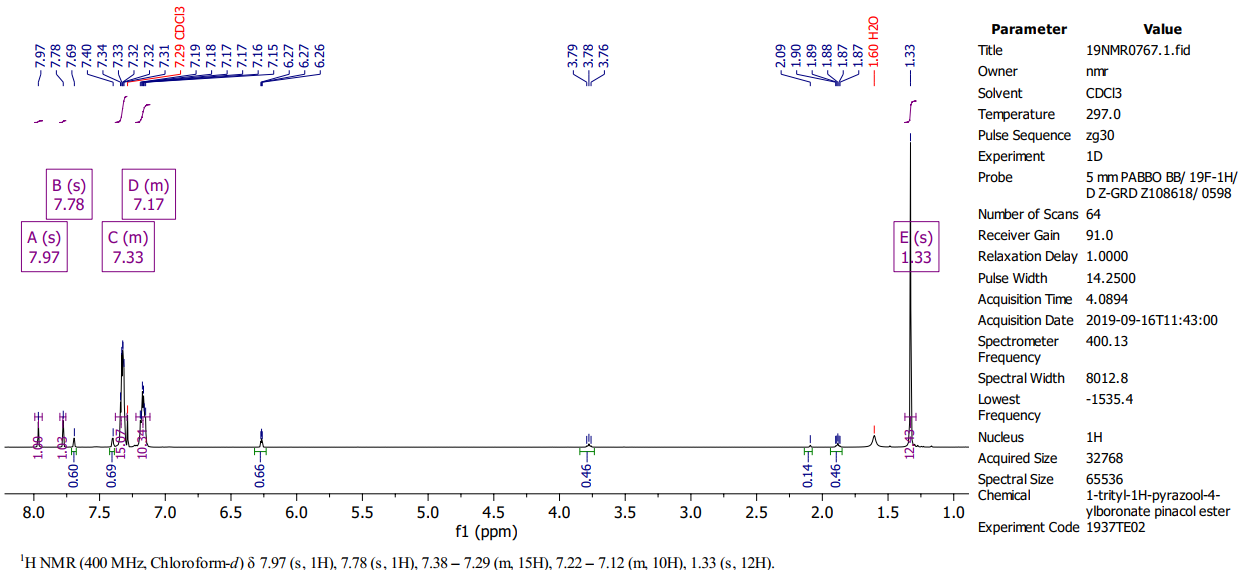 7.97
7.78
7.69
7.40
7.34
7.33
7.32
7.32
7.31
7.29 CDCl3
7.19
7.18
7.17
7.17
7.16
7.15
6.27
6.27
6.26
3.79
3.78
3.76
2.09
1.90
1.89
1.88
1.87
1.87
1.60 H2O
1.33
B (s)
7.78
D (m)
7.17
A (s)
7.97
C (m)
7.33
E (s)
1.33
1.00
1.03
0.60
0.69
15.07
10.34
0.66
0.46
0.14
0.46
12.43
8.0 7.5 7.0 6.5 6.0 5.5 5.0 4.5 4.0 3.5 3.0 2.5 2.0 1.5 1.0
f1 (ppm)
Parameter Value
Title 19NMR0767.1.fid
Owner nmr
Solvent CDCl3
Temperature 297.0
Pulse Sequence zg30
Experiment 1D
Probe 5 mm PABBO BB/ 19F-1H/
D Z-GRD Z108618/ 0598
Number of Scans 64
Receiver Gain 91.0
Relaxation Delay 1.0000
Pulse Width 14.2500
Acquisition Time 4.0894
Acquisition Date 2019-09-16T11:43:00
Spectrometer 400.13
Frequency
Spectral Width 8012.8
Lowest -1535.4
Frequency
Nucleus 1H
Acquired Size 32768
Spectral Size 65536
Chemical 1-trityl-1H-pyrazool-4-
ylboronate pinacol ester
Experiment Code 1937TE02
¹H NMR (400 MHz, Chloroform-d) δ 7.97 (s, 1H), 7.78 (s, 1H), 7.38 – 7.29 (m, 15H), 7.22 – 7.12 (m, 10H), 1.33 (s, 12H).